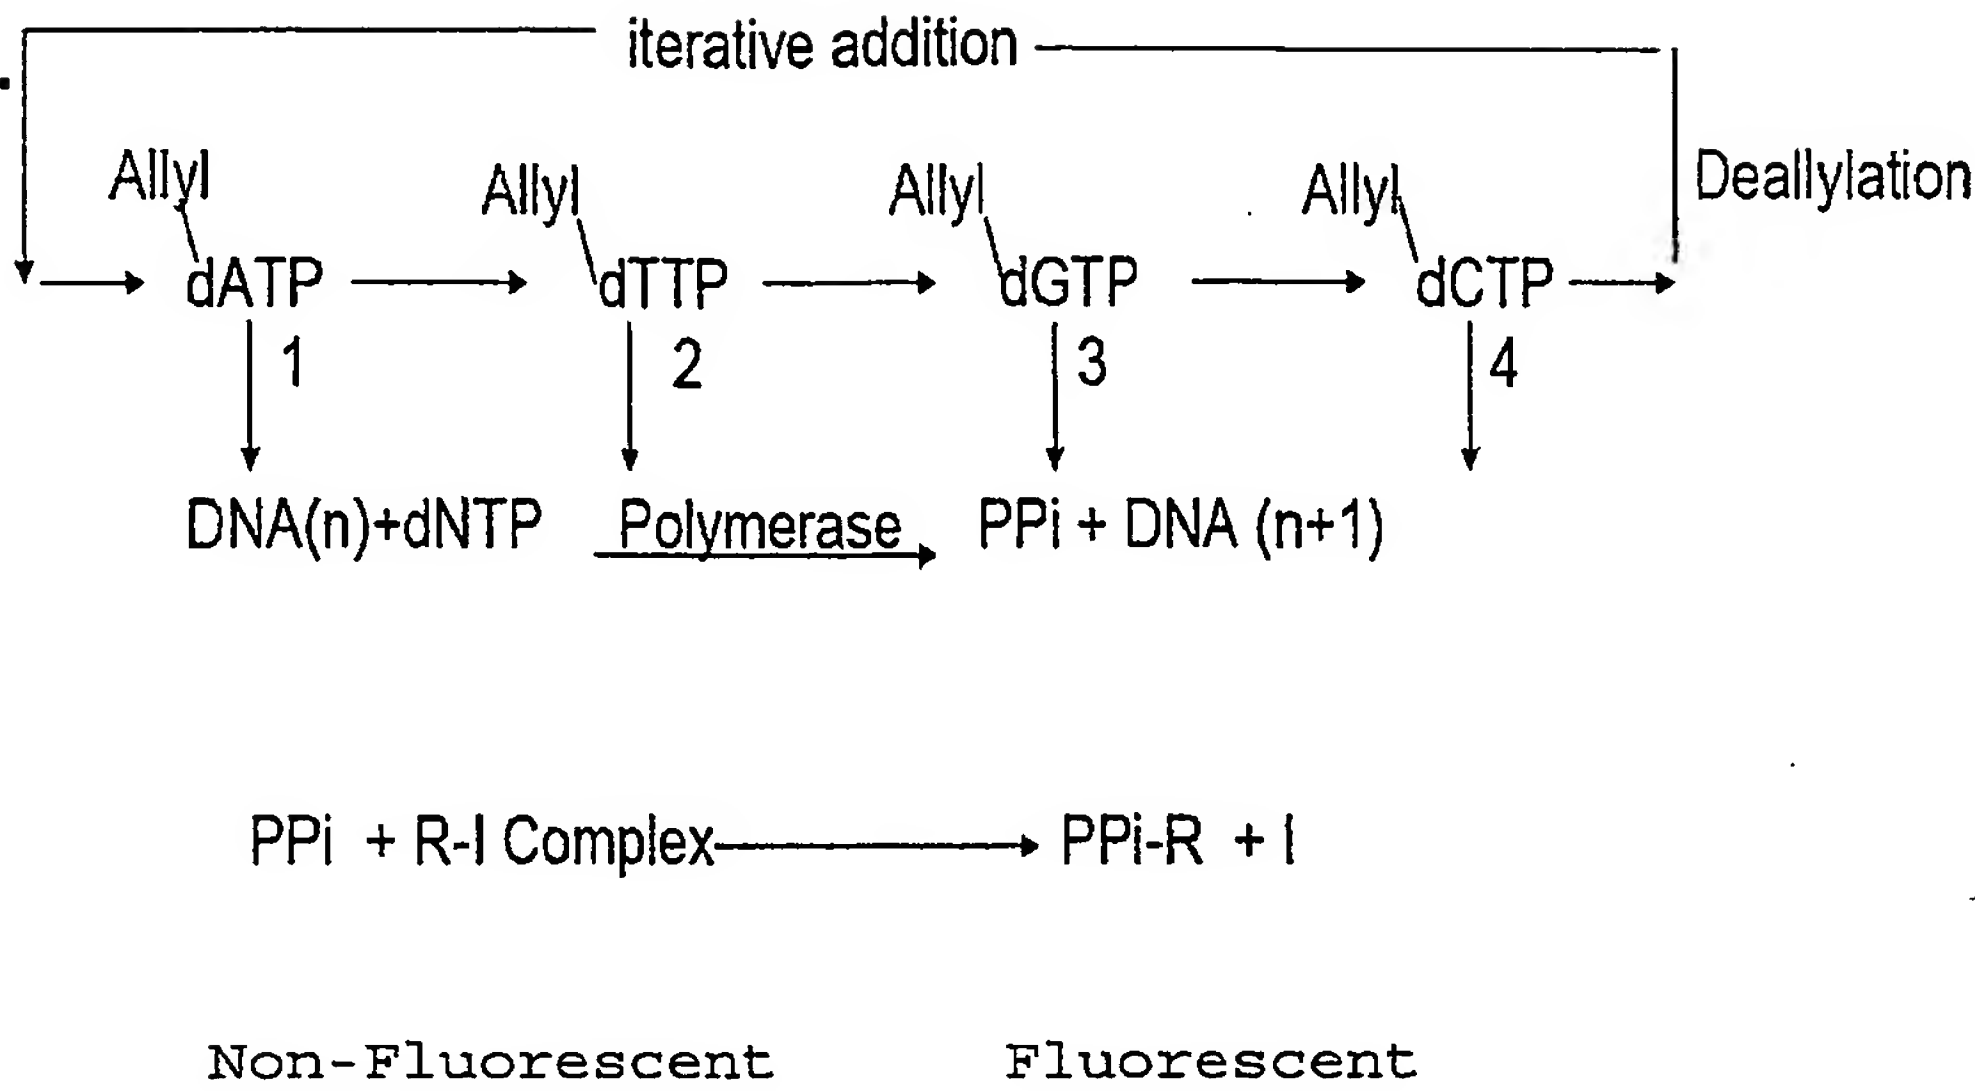 iterative addition
Allyl Allyl Allyl Allyl Deallylation
dATP dTTP dGTP dCTP
1 2 3 4
DNA(n)+dNTP Polymerase PPi + DNA (n+1)
PPi + R-I Complex PPi-R + I
Non-Fluorescent Fluorescent